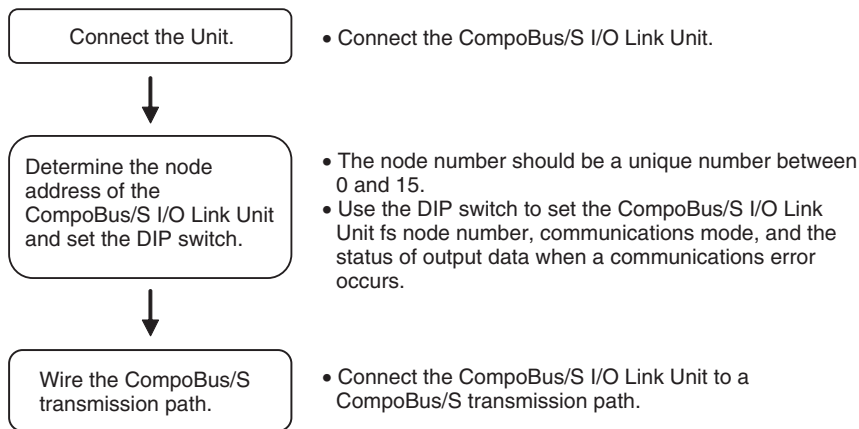 Connect the Unit.
• Connect the CompoBus/S I/O Link Unit.
Determine the node
address of the
CompoBus/S I/O Link Unit
and set the DIP switch.
• The node number should be a unique number between
0 and 15.
• Use the DIP switch to set the CompoBus/S I/O Link
Unit fs node number, communications mode, and the
status of output data when a communications error
occurs.
Wire the CompoBus/S
transmission path.
• Connect the CompoBus/S I/O Link Unit to a
CompoBus/S transmission path.